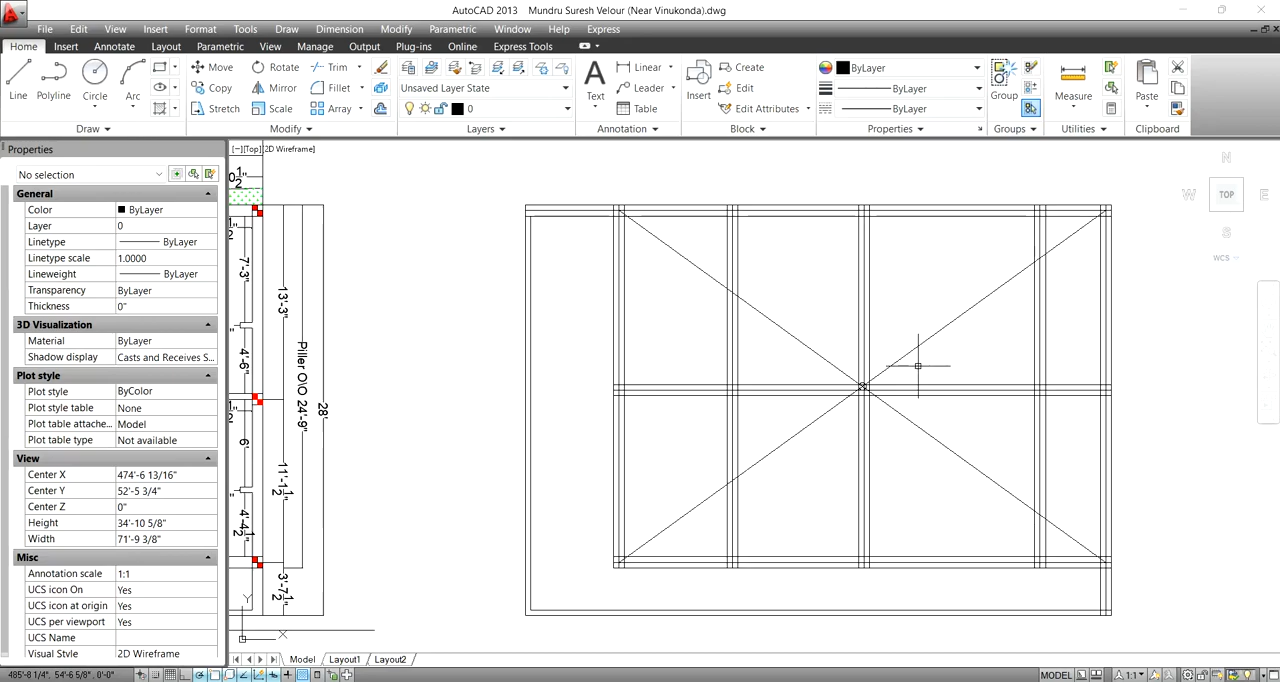 AutoCAD 2013 Mundru Suresh Velour (Near Vinukonda).dwg
File Edit View Insert Format Tools Draw Dimension Modify Parametric Window Help Express
Home Insert Annotate Layout Parametric View Manage Output Plug-ins Online Express Tools
Move Rotate Trim Unsaved Layer State Linear Create ByLayer
Line Polyline Circle Arc Copy Mirror Fillet Text Leader Insert Edit ByLayer Group Measure Paste
Stretch Scale Array 0 Table Edit Attributes ByLayer
Draw Modify Layers Annotation Block Properties Groups Utilities Clipboard
Properties
[−][Top][2D Wireframe]
No selection
General
Color ByLayer
Layer 0
Linetype ByLayer
Linetype scale 1.0000
Lineweight ByLayer
Transparency ByLayer
Thickness 0"
3D Visualization
Material ByLayer
Shadow display Casts and Receives S...
Plot style
Plot style ByColor
Plot style table None
Plot table attache... Model
Plot table type Not available
View
Center X 474'-6 13/16"
Center Y 52'-5 3/4"
Center Z 0"
Height 34'-10 5/8"
Width 71'-9 3/8"
Misc
Annotation scale 1:1
UCS icon On Yes
UCS icon at origin Yes
UCS per viewport Yes
UCS Name
Visual Style 2D Wireframe
7'-3"
4'-6"
6'
4'-4 1/2"
13'-3"
11'-1 1/2"
3'-7 1/2"
Piller O\O 24'-9"
28'
Y
X
N
W TOP E
S
WCS
Model Layout1 Layout2
485'-8 1/4", 54'-6 5/8", 0'-0" MODEL 1:1